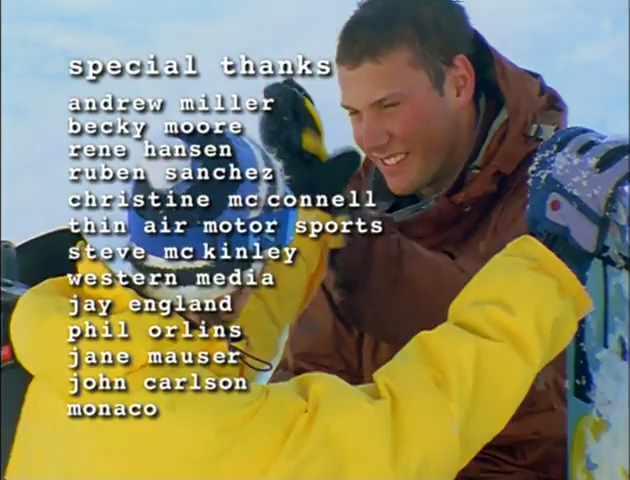 special thanks
andrew miller
becky moore
rene hansen
ruben sanchez
christine mc connell
thin air motor sports
steve mc kinley
western media
jay england
phil orlins
jane mauser
john carlson
monaco